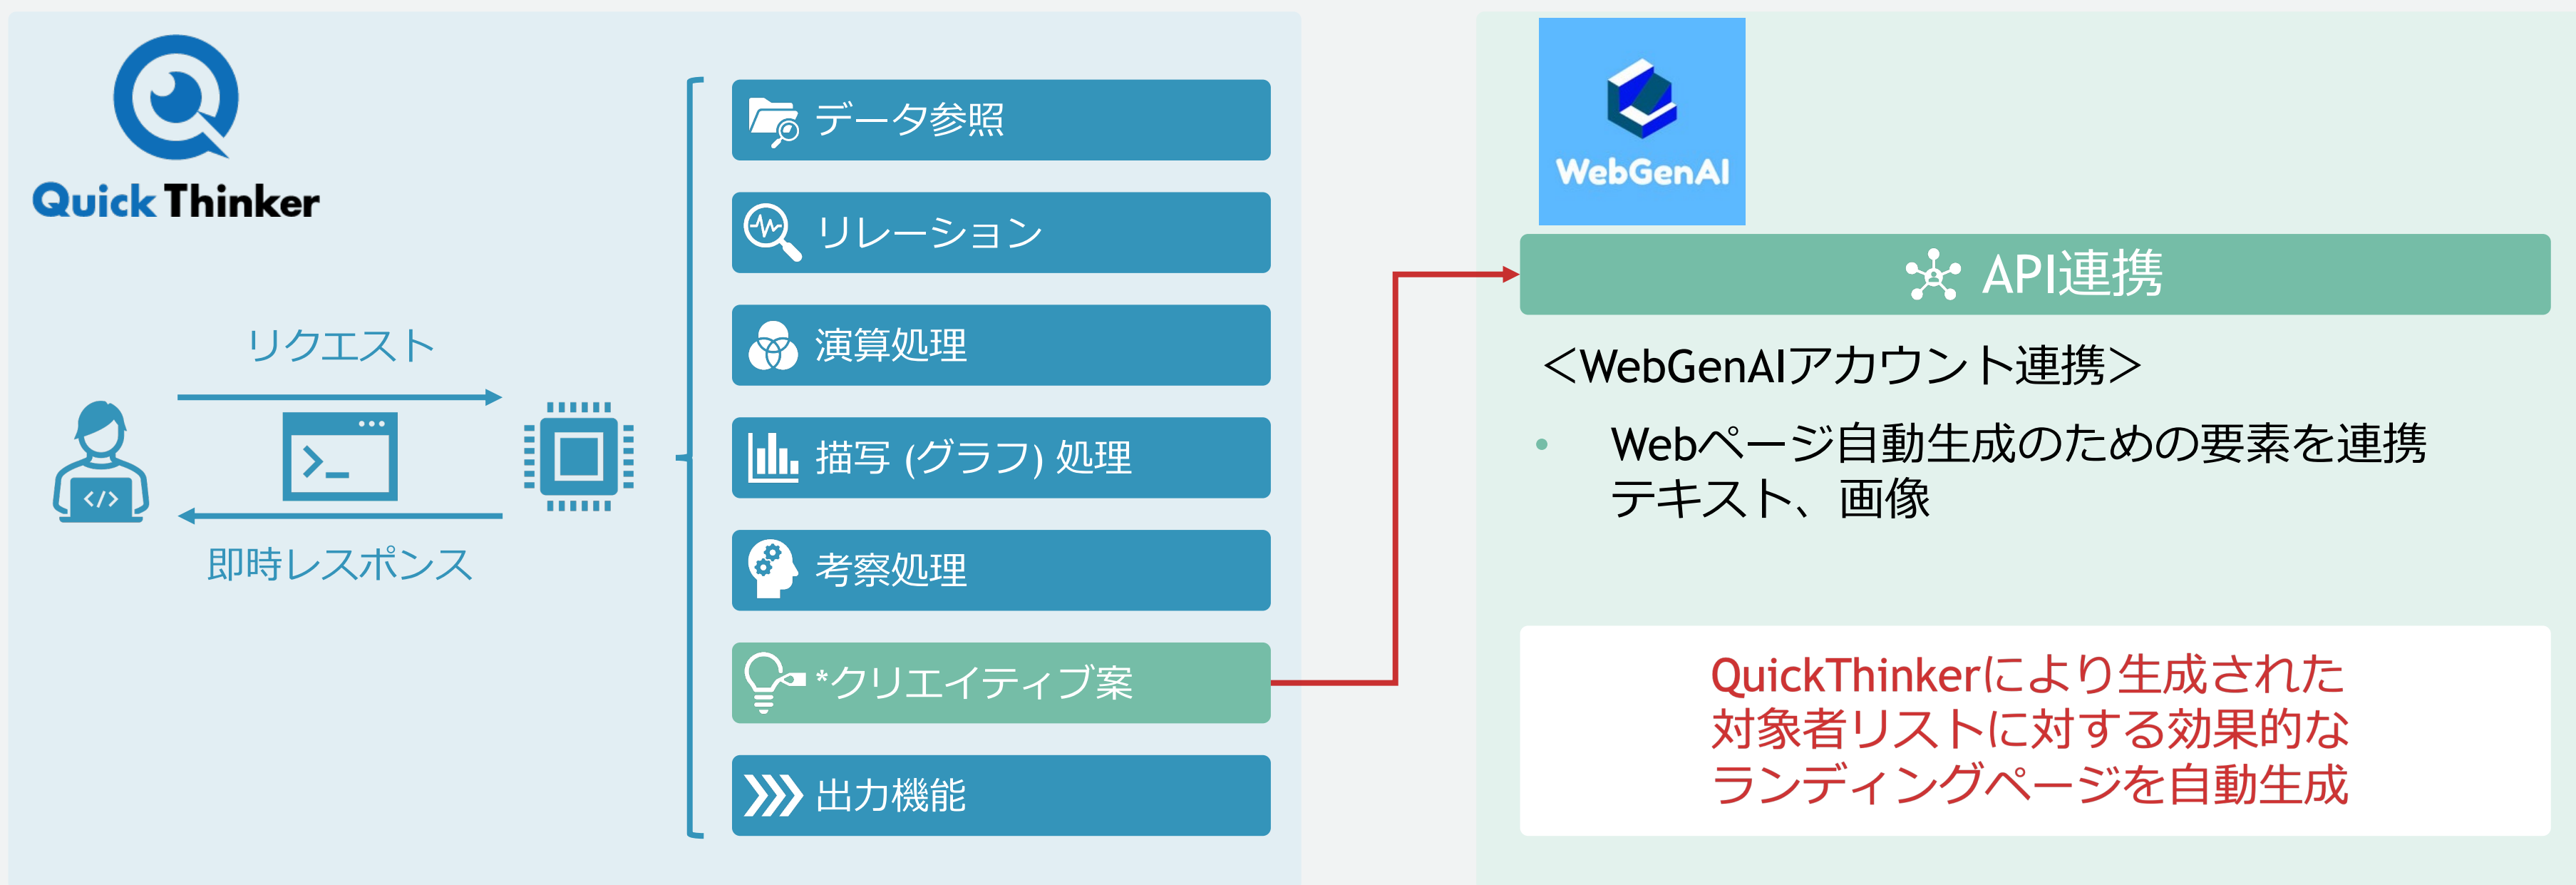 Quick Thinker
リクエスト
</>
>_
即時レスポンス
データ参照
リレーション
演算処理
描写 (グラフ) 処理
考察処理
*クリエイティブ案
出力機能
WebGenAI
API連携
＜WebGenAIアカウント連携＞
• Webページ自動生成のための要素を連携
テキスト、画像
QuickThinkerにより生成された
対象者リストに対する効果的な
ランディングページを自動生成